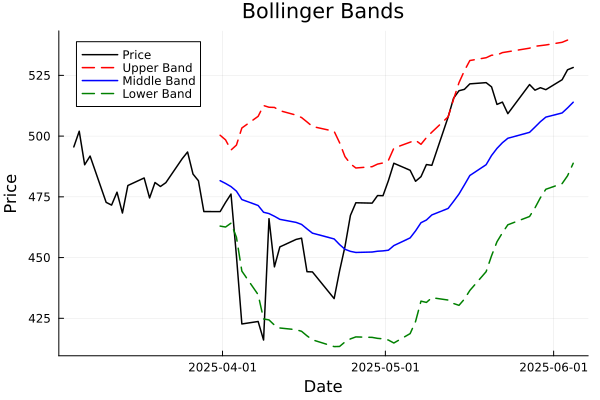 Bollinger Bands
Price
Upper Band
Middle Band
Lower Band
525
500
475
450
425
Price
2025-04-01
2025-05-01
2025-06-01
Date